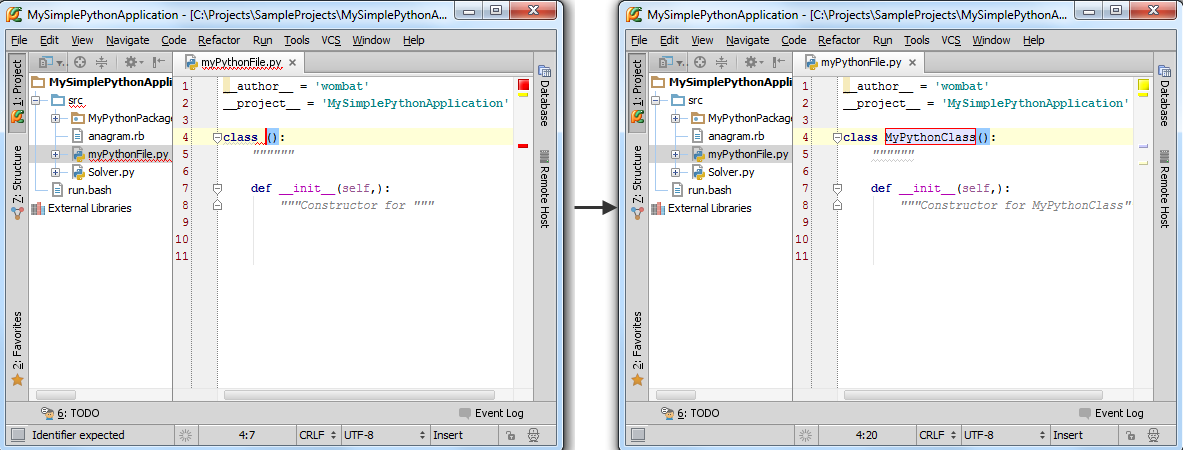 MySimplePythonApplication - [C:\Projects\SampleProjects\MySimplePythonA...
File Edit View Navigate Code Refactor Run Tools VCS Window Help
myPythonFile.py
1: Project
Z: Structure
2: Favorites
MySimplePythonAppli
src
MyPythonPackage
anagram.rb
myPythonFile.py
Solver.py
run.bash
External Libraries
1 __author__ = 'wombat'
2 __project__ = 'MySimplePythonApplication'
3
4 class ():
5 """"""
6
7 def __init__(self,):
8 """Constructor for """
9
10
11
Database
Remote Host
6: TODO
Event Log
Identifier expected 4:7 CRLF UTF-8 Insert
MySimplePythonApplication - [C:\Projects\SampleProjects\MySimplePythonA...
File Edit View Navigate Code Refactor Run Tools VCS Window Help
myPythonFile.py
1: Project
Z: Structure
2: Favorites
MySimplePythonAppli
src
MyPythonPackag
anagram.rb
myPythonFile.py
Solver.py
run.bash
External Libraries
1 __author__ = 'wombat'
2 __project__ = 'MySimplePythonApplication'
3
4 class MyPythonClass():
5 """"""
6
7 def __init__(self,):
8 """Constructor for MyPythonClass"
9
10
11
Database
Remote Host
6: TODO
Event Log
4:20 CRLF UTF-8 Insert